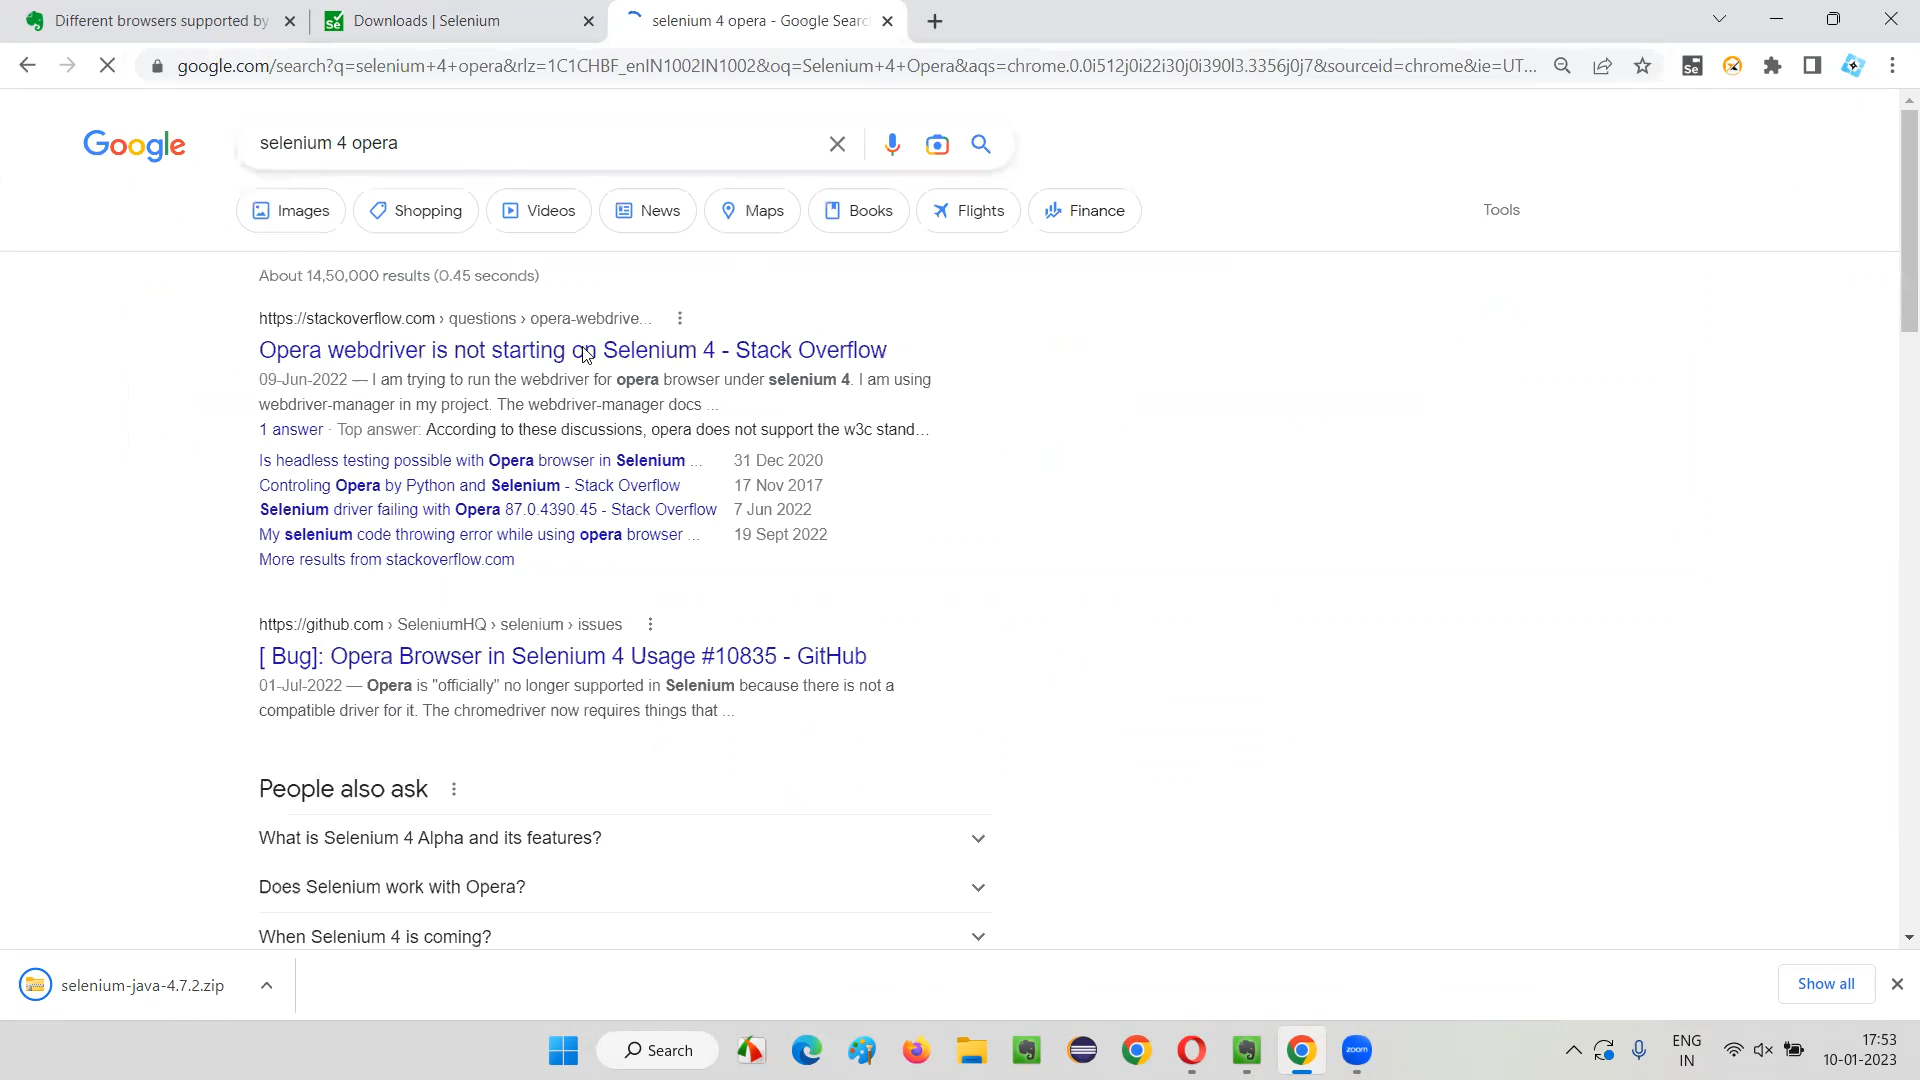 Different browsers supported by
Downloads | Selenium
selenium 4 opera - Google Searc
google.com/search?q=selenium+4+opera&rlz=1C1CHBF_enIN1002IN1002&oq=Selenium+4+Opera&aqs=chrome.0.0i512j0i22i30j0i390l3.3356j0j7&sourceid=chrome&ie=UT...
Google
selenium 4 opera
Images
Shopping
Videos
News
Maps
Books
Flights
Finance
Tools
About 14,50,000 results (0.45 seconds)
https://stackoverflow.com › questions › opera-webdrive...
Opera webdriver is not starting on Selenium 4 - Stack Overflow
09-Jun-2022 — I am trying to run the webdriver for opera browser under selenium 4. I am using
webdriver-manager in my project. The webdriver-manager docs ...
1 answer · Top answer: According to these discussions, opera does not support the w3c stand...
Is headless testing possible with Opera browser in Selenium ... 31 Dec 2020
Controling Opera by Python and Selenium - Stack Overflow 17 Nov 2017
Selenium driver failing with Opera 87.0.4390.45 - Stack Overflow 7 Jun 2022
My selenium code throwing error while using opera browser ... 19 Sept 2022
More results from stackoverflow.com
https://github.com › SeleniumHQ › selenium › issues
[ Bug]: Opera Browser in Selenium 4 Usage #10835 - GitHub
01-Jul-2022 — Opera is "officially" no longer supported in Selenium because there is not a
compatible driver for it. The chromedriver now requires things that ...
People also ask
What is Selenium 4 Alpha and its features?
Does Selenium work with Opera?
When Selenium 4 is coming?
selenium-java-4.7.2.zip
Show all
Search
zoom
ENG
IN
17:53
10-01-2023